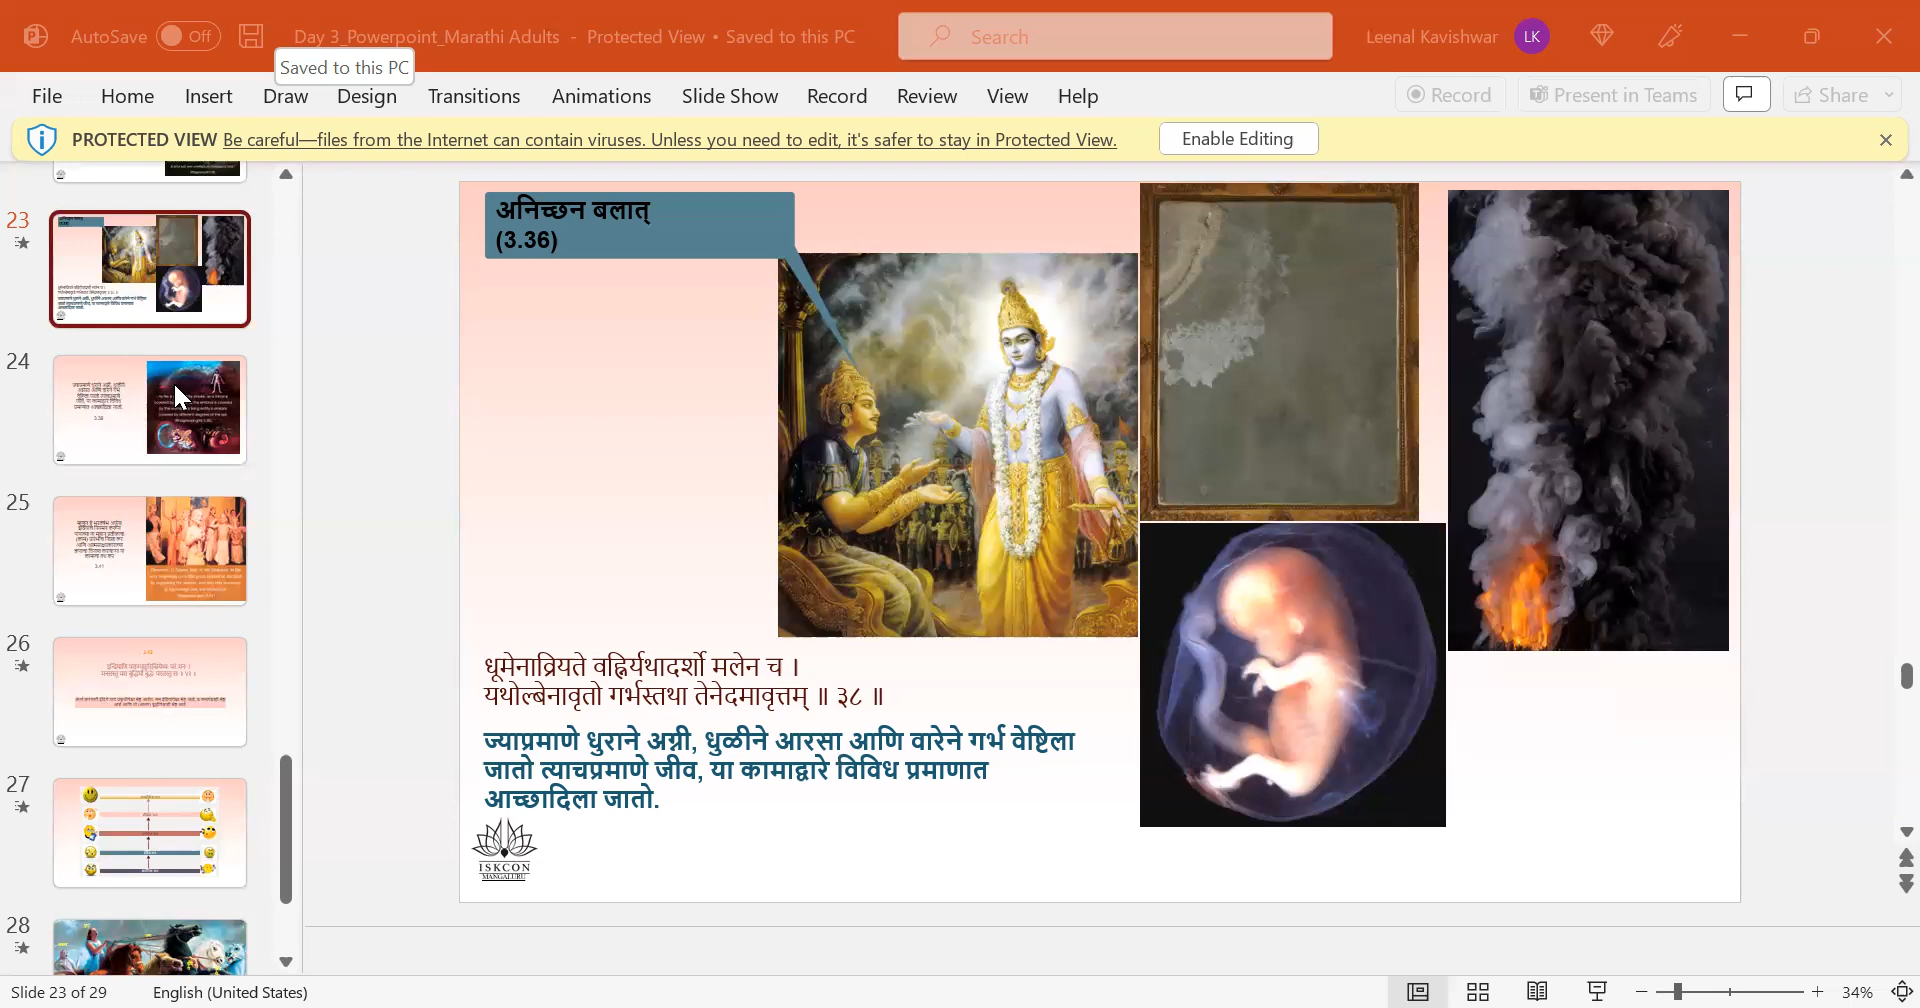 AutoSave Off Day 3_Powerpoint_Marathi Adults - Protected View • Saved to this PC Search Leenal Kavishwar LK
Saved to this PC
File Home Insert Draw Design Transitions Animations Slide Show Record Review View Help Record Present in Teams Share
PROTECTED VIEW Be careful—files from the Internet can contain viruses. Unless you need to edit, it's safer to stay in Protected View. Enable Editing
23
24
25
26
27
28
अनिच्छन बलात्
(3.36)
धूमेनाव्रियते वह्निर्यथादर्शो मलेन च ।
यथोल्बेनावृतो गर्भस्तथा तेनेदमावृत्तम् ॥ ३८ ॥
ज्याप्रमाणे धुराने अग्नी, धुळीने आरसा आणि वारेने गर्भ वेष्टिला
जातो त्याचप्रमाणे जीव, या कामाद्वारे विविध प्रमाणात
आच्छादिला जातो.
ISKCON
MANGALURU
Slide 23 of 29 English (United States) 34%